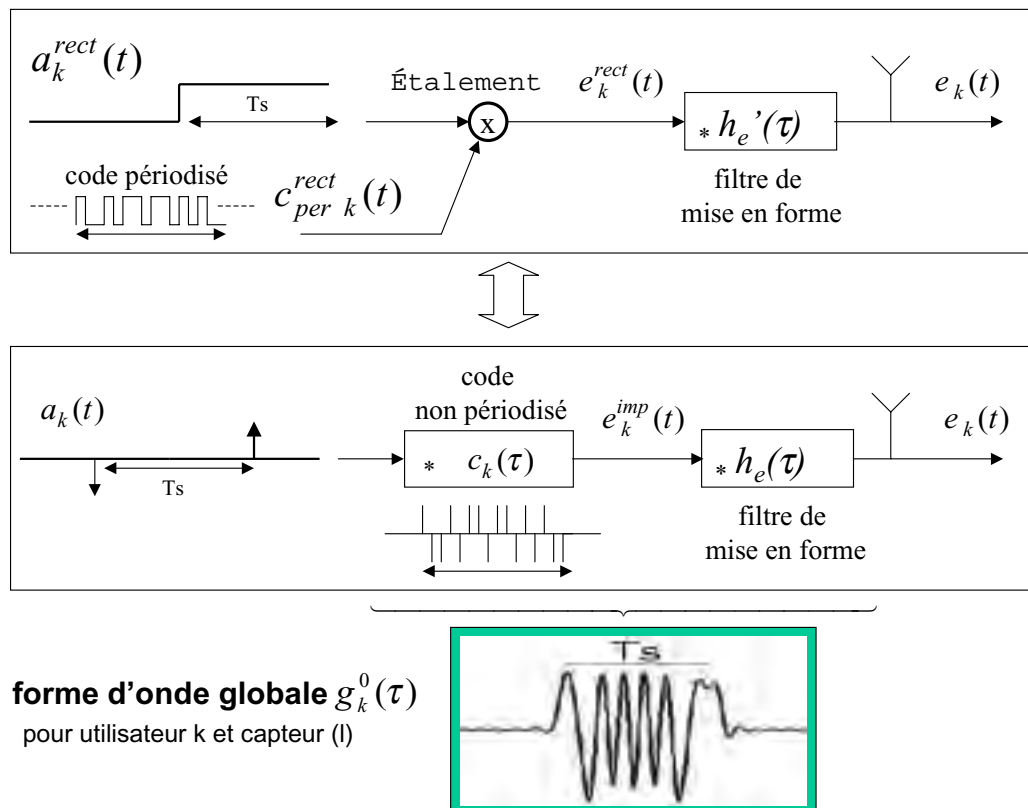 a_k^{rect}(t)
Ts
Étalement
x
e_k^{rect}(t)
* h_e’(τ)
e_k(t)
code périodisé
c_{per k}^{rect}(t)
filtre de
mise en forme
a_k(t)
Ts
code
non périodisé
* c_k(τ)
e_k^{imp}(t)
* h_e(τ)
e_k(t)
filtre de
mise en forme
Ts
forme d’onde globale g_k^0(τ)
pour utilisateur k et capteur (l)